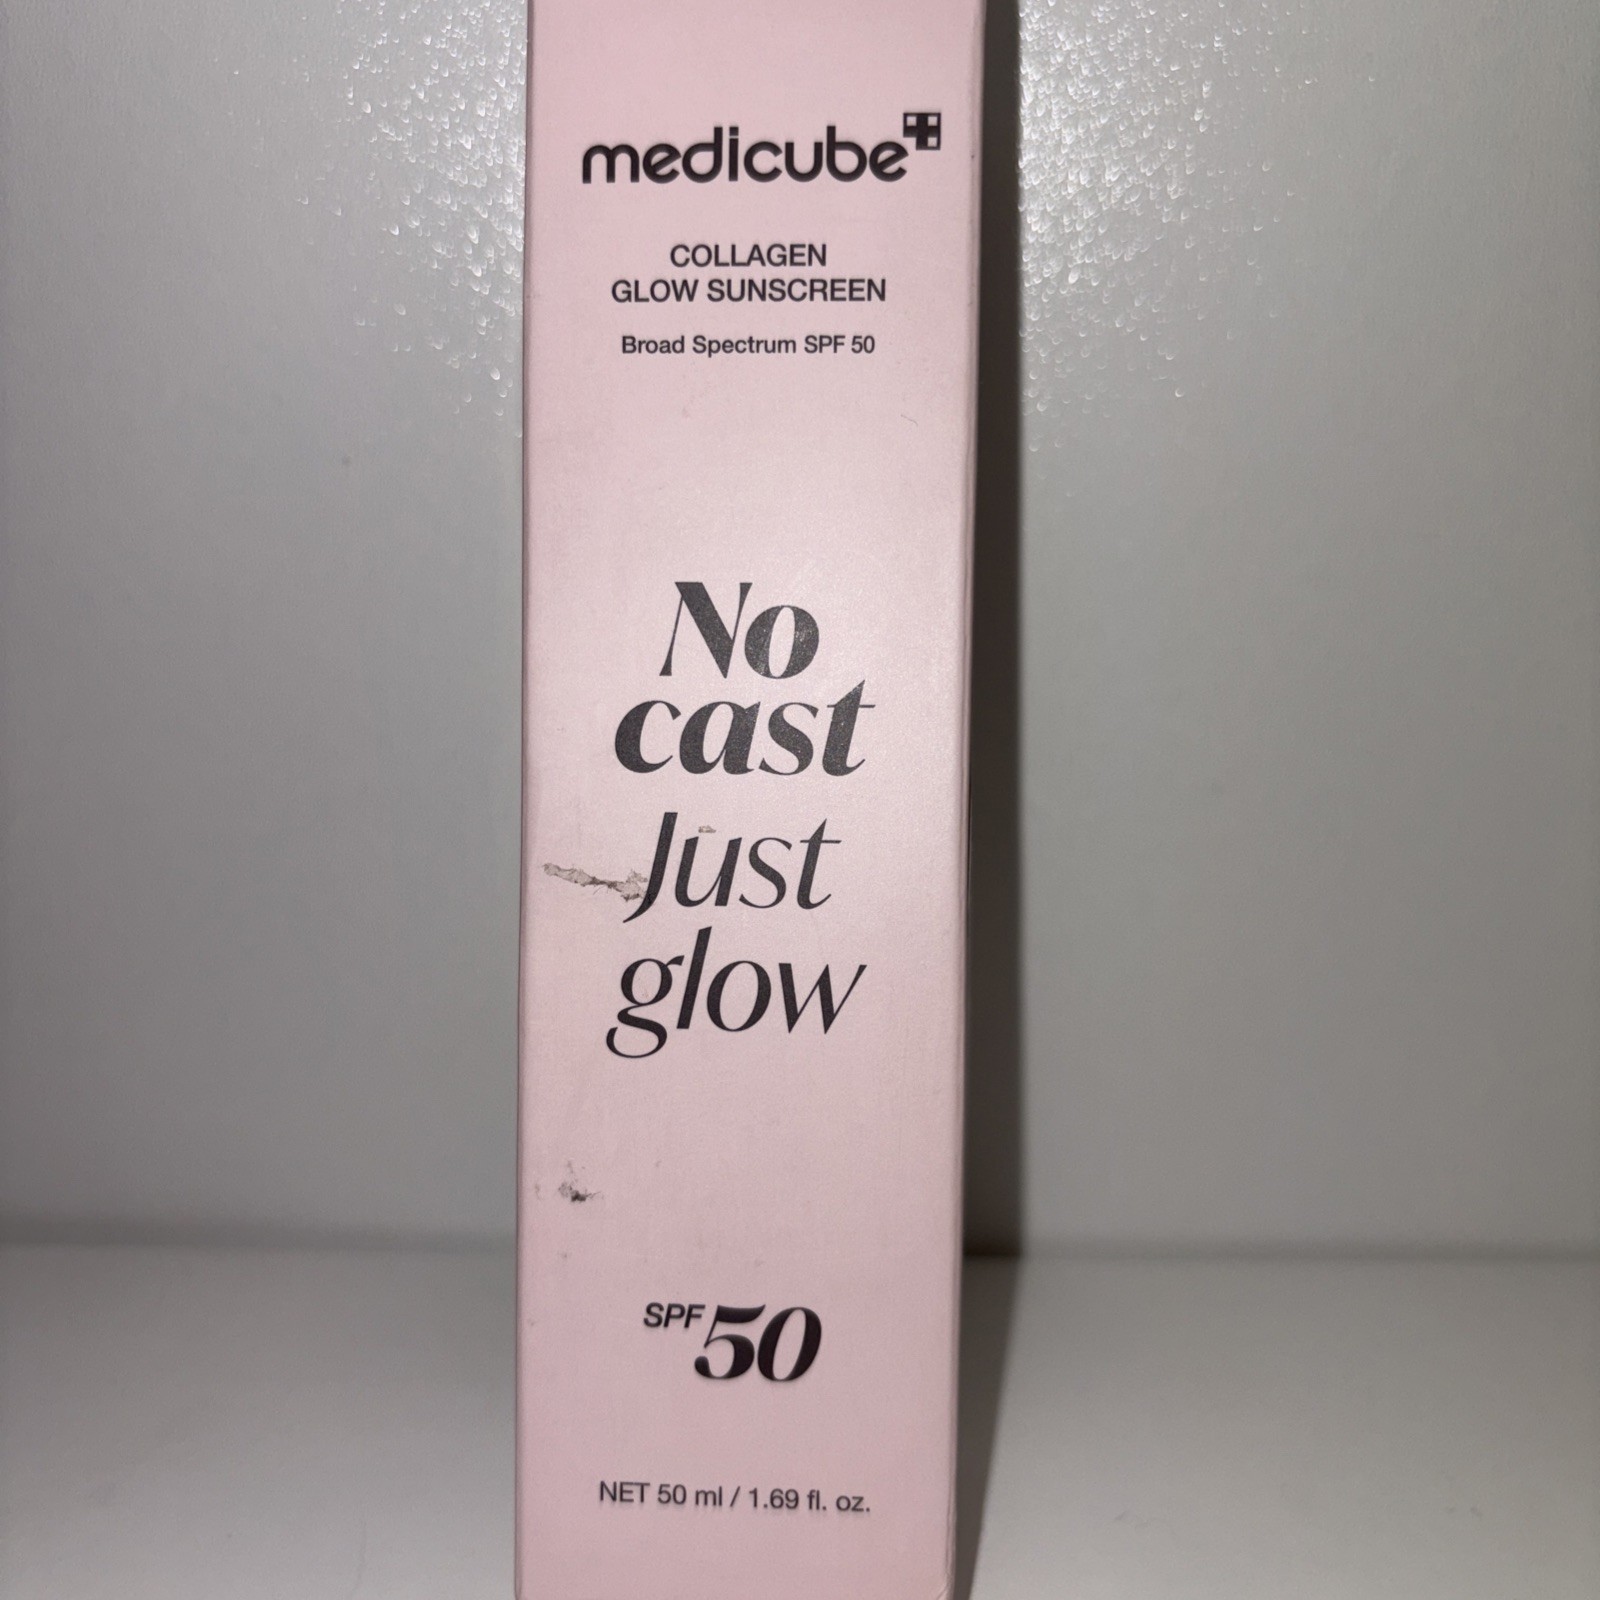 medicube
COLLAGEN
GLOW SUNSCREEN
Broad Spectrum SPF 50
No
cast
Just
glow
SPF 50
NET 50 ml / 1.69 fl. oz.